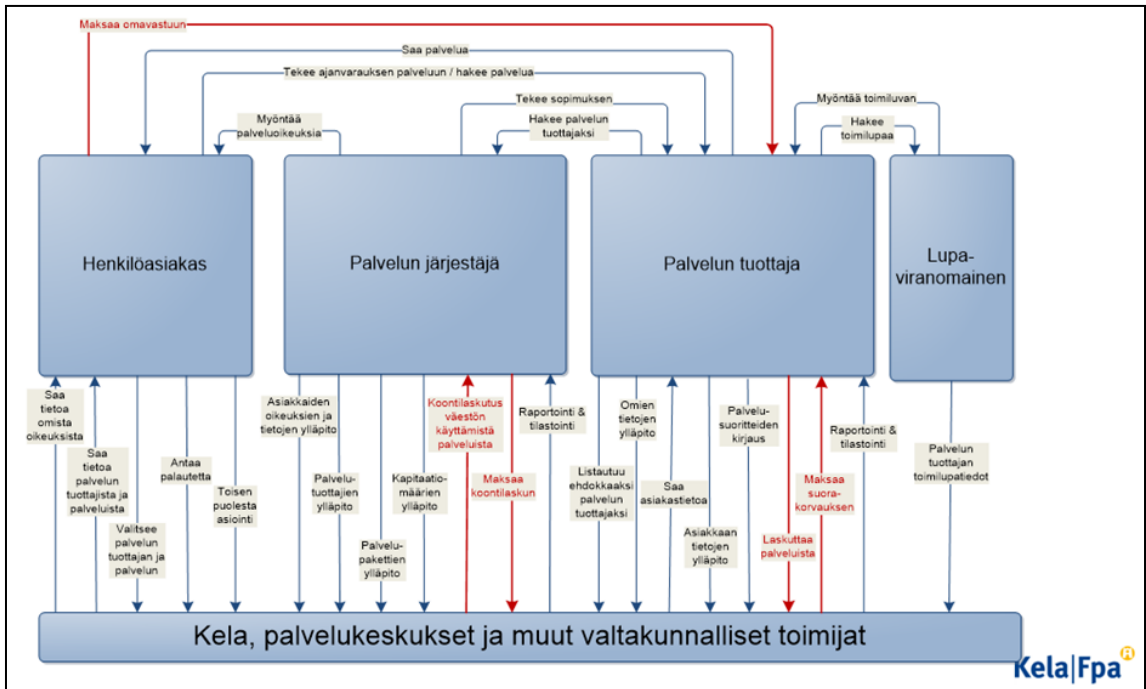 Maksaa omavastuun
Saa palvelua
Tekee ajanvarauksen palveluun / hakee palvelua
Tekee sopimuksen
Myöntää toimiluvan
Myöntää
palveluoikeuksia
Hakee palvelun
tuottajaksi
Hakee
toimilupaa
Henkilöasiakas
Palvelun järjestäjä
Palvelun tuottaja
Lupa-
viranomainen
Saa
tietoa
omista
oikeuksista
Saa
tietoa
palvelun
tuottajista ja
palveluista
Valitsee
palvelun
tuottajan ja
palvelun
Antaa
palautetta
Toisen
puolesta
asiointi
Asiakkaiden
oikeuksien ja
tietojen ylläpito
Palvelu-
tuottajien
ylläpito
Palvelu-
pakettien
ylläpito
Kapitaatio-
määrien
ylläpito
Koontilaskutus
väestön
käyttämistä
palveluista
Maksaa
koontilaskun
Raportointi &
tilastointi
Listautuu
ehdokkaaksi
palvelun
tuottajaksi
Omien
tietojen
ylläpito
Saa
asiakastietoa
Asiakkaan
tietojen
ylläpito
Palvelu-
suoritteiden
kirjaus
Laskuttaa
palveluista
Maksaa
suora-
korvauksen
Raportointi &
tilastointi
Palvelun
tuottajan
toimilupatiedot
Kela, palvelukeskukset ja muut valtakunnalliset toimijat
Kela|Fpa